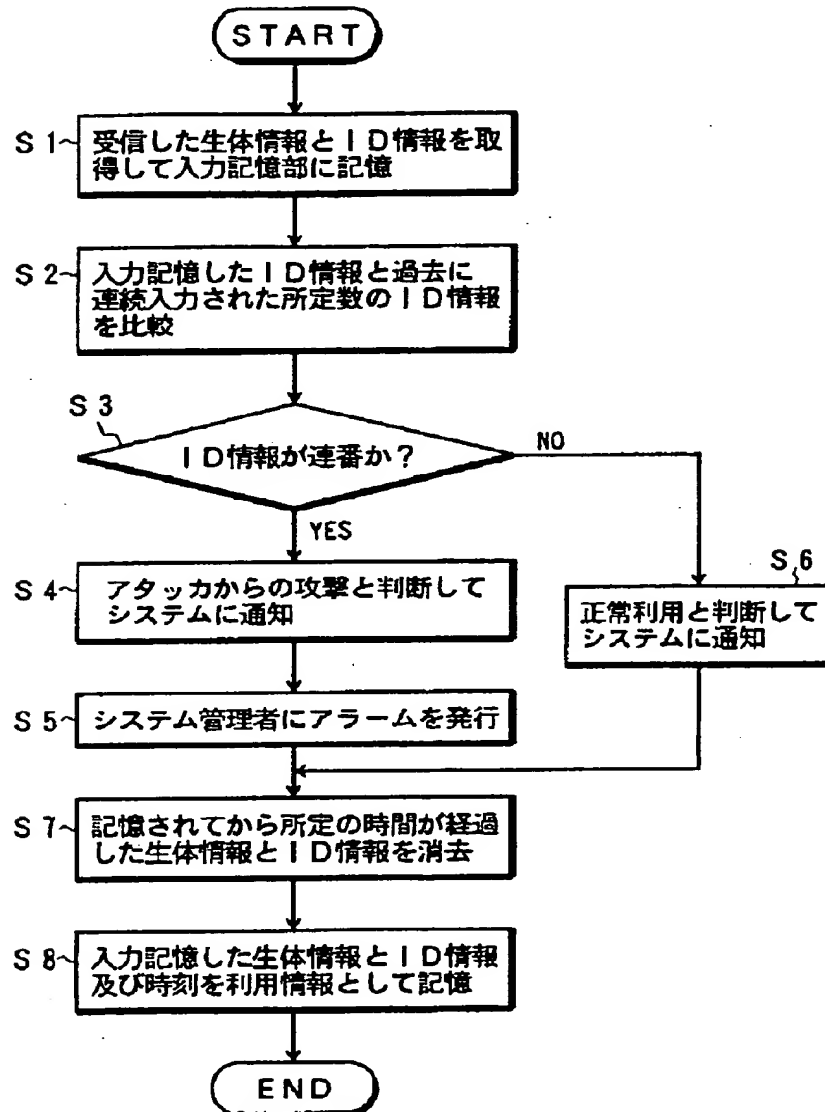 START
S1
受信した生体情報とID情報を取
得して入力記憶部に記憶
S2
入力記憶したID情報と過去に
連続入力された所定数のID情報
を比較
S3
ID情報が連番か?
NO
YES
S4
アタッカからの攻撃と判断して
システムに通知
S6
正常利用と判断して
システムに通知
S5
システム管理者にアラームを発行
S7
記憶されてから所定の時間が経過
した生体情報とID情報を消去
S8
入力記憶した生体情報とID情報
及び時刻を利用情報として記憶
END